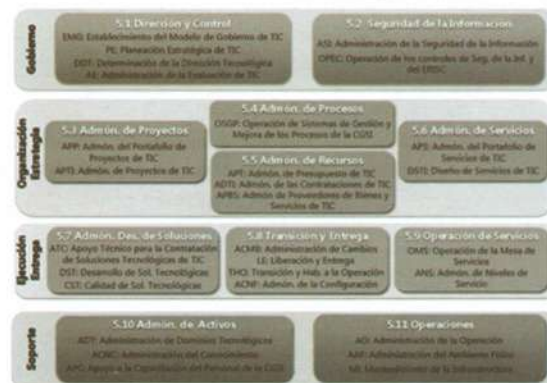 Gobierno
5.1 Dirección y Control
EMG: Establecimiento del Modelo de Gobierno de TIC
PE: Planeación Estratégica de TIC
DDT: Determinación de la Dirección Tecnológica
AE: Administración de la Evaluación de TIC
5.2 Seguridad de la Información
ASI: Administración de la Seguridad de la Información
OPEC: Operación de los controles de Seg. de la Inf. y
del ERISC
Organización
Estrategia
5.3 Admón. de Proyectos
APP: Admón. del Portafolio de
Proyectos de TIC
APTI: Admón. de Proyectos de TIC
5.4 Admón. de Procesos
OSGP: Operación de Sistemas de Gestión y
Mejora de los Procesos de la CGSI
5.5 Admón. de Recursos
APT: Admón. de Presupuesto de TIC
ADTI: Admón. de las Contrataciones de TIC
APBS: Admón de Proveedores de Bienes y
Servicios de TIC
5.6 Admón. de Servicios
APS: Admón. del Portafolio de
Servicios de TIC
DSTI: Diseño de Servicios de TIC
Ejecución
Entrega
5.7 Admón. Des. de Soluciones
ATC: Apoyo Técnico para la Contratación
de Soluciones Tecnológicas de TIC
DST: Desarrollo de Sol. Tecnológicas
CST: Calidad de Sol. Tecnológicas
5.8 Transición y Entrega
ACMB: Administración de Cambios
LE: Liberación y Entrega
THO: Transición y Hab. a la Operación
ACNF: Admón. de la Configuración
5.9 Operación de Servicios
OMS: Operación de la Mesa de
Servicios
ANS: Admón. de Niveles de
Servicio
Soporte
5.10 Admón. de Activos
ADT: Administración de Dominios Tecnológicos
ACNC: Administración del Conocimiento
APC: Apoyo a la Capacitación del Personal de la CGSI
5.11 Operaciones
AO: Administración de la Operación
AAF: Administración del Ambiente Físico
MI: Mantenimiento de la Infraestructura